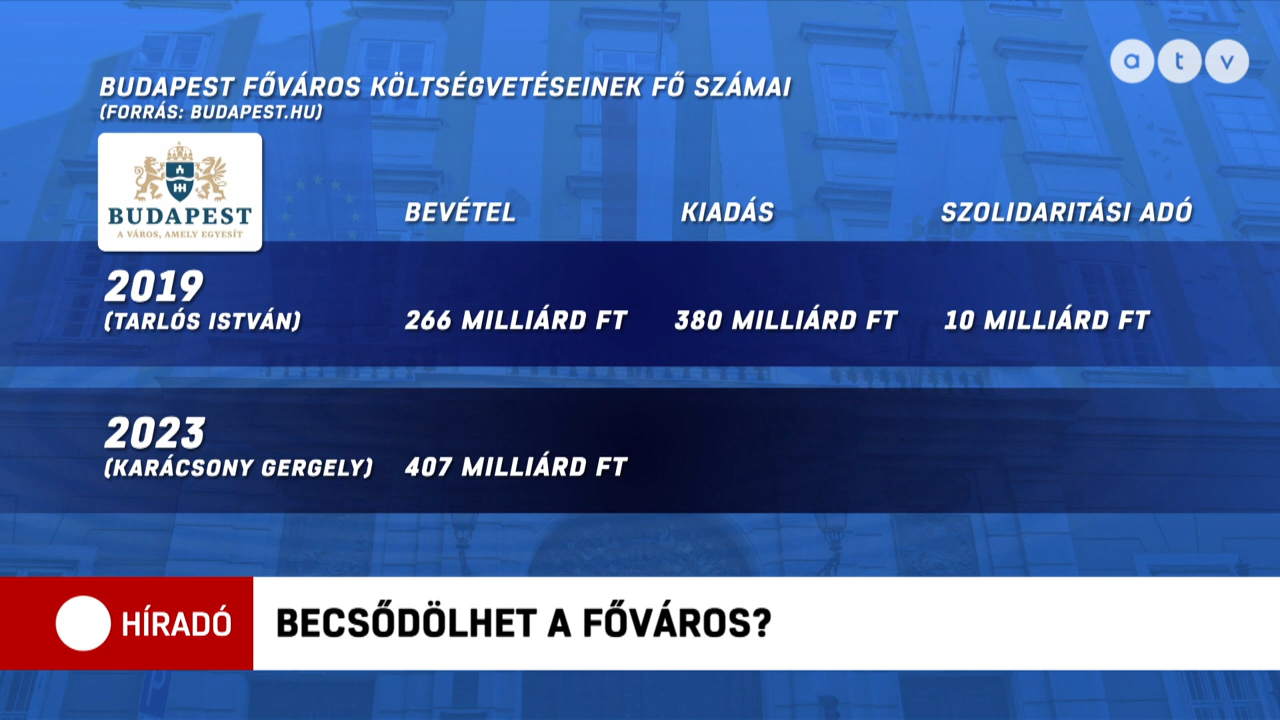 BUDAPEST FŐVÁROS KÖLTSÉGVETÉSEINEK FŐ SZÁMAI
(FORRÁS: BUDAPEST.HU)
atv
BUDAPEST
A VÁROS, AMELY EGYESÍT
BEVÉTEL KIADÁS SZOLIDARITÁSI ADÓ
2019
(TARLÓS ISTVÁN) 266 MILLIÁRD FT 380 MILLIÁRD FT 10 MILLIÁRD FT
2023
(KARÁCSONY GERGELY) 407 MILLIÁRD FT
HÍRADÓ BECSŐDÖLHET A FŐVÁROS?